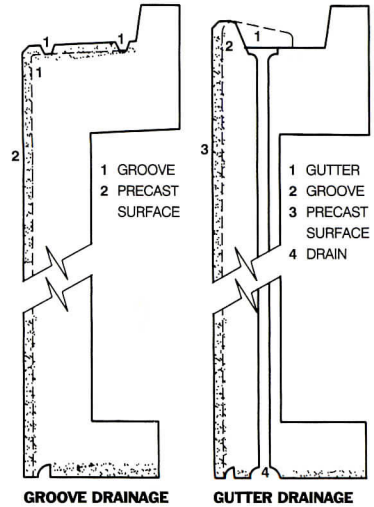 1 1
1
2
1 GROOVE
2 PRECAST
SURFACE
GROOVE DRAINAGE
1
2
3
1 GUTTER
2 GROOVE
3 PRECAST
SURFACE
4 DRAIN
4
GUTTER DRAINAGE